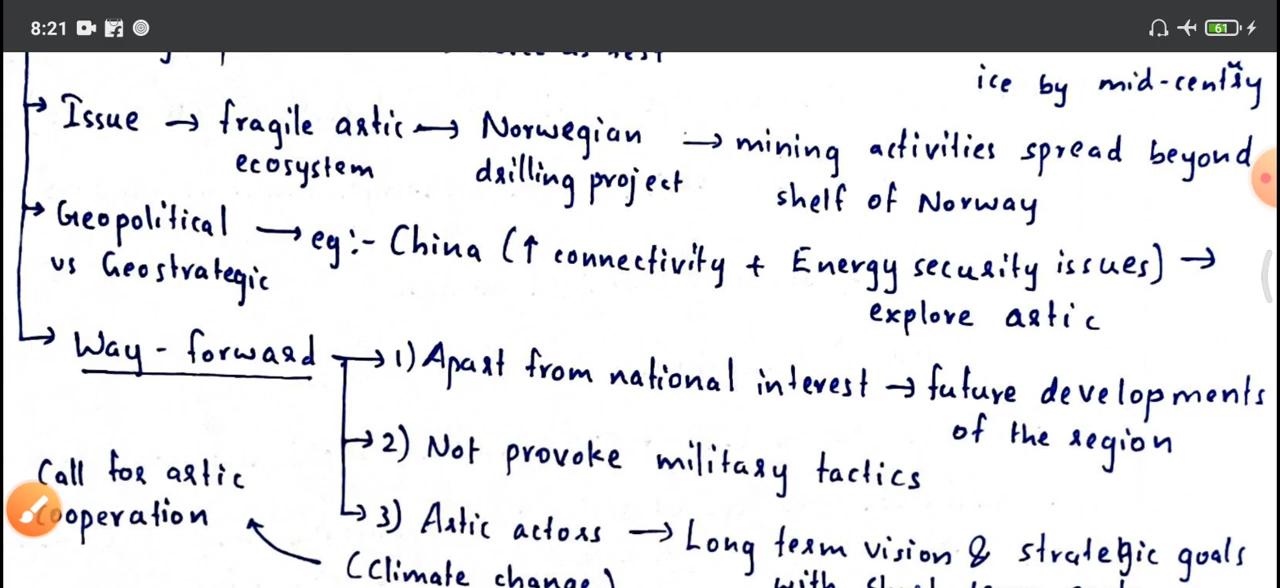 8:21
61
ice by mid-century
Issue → fragile artic → Norwegian → mining activities spread beyond
ecosystem drilling project shelf of Norway
Geopolitical → eg:- China (↑ connectivity + Energy security issues) →
vs Geostrategic explore artic
Way-forward → 1) Apart from national interest → future developments
of the region
→ 2) Not provoke military tactics
Call for artic
cooperation
→ 3) Artic actors → Long term vision & strategic goals
(Climate change)
with